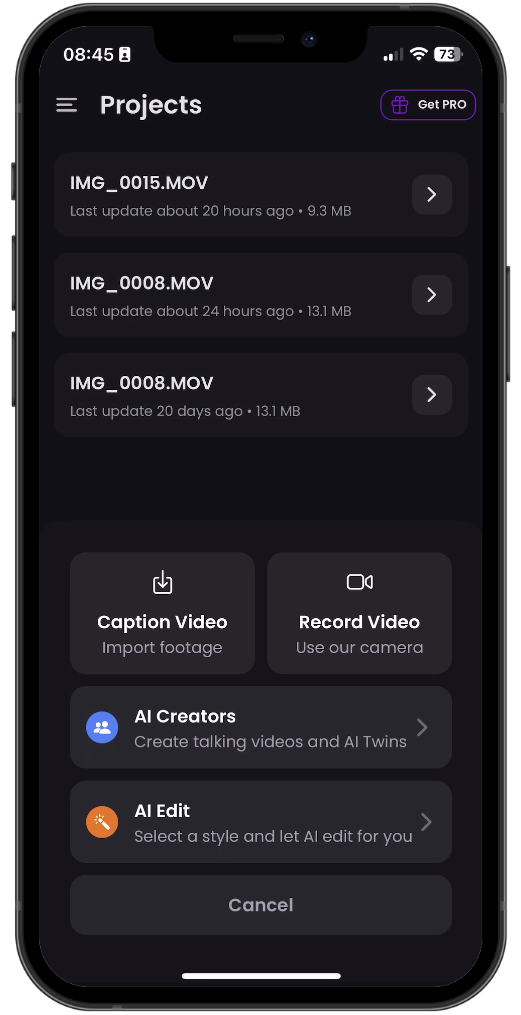 08:45
73
Projects
Get PRO
IMG_0015.MOV
Last update about 20 hours ago • 9.3 MB
IMG_0008.MOV
Last update about 24 hours ago • 13.1 MB
IMG_0008.MOV
Last update 20 days ago • 13.1 MB
Caption Video
Import footage
Record Video
Use our camera
AI Creators
Create talking videos and AI Twins
AI Edit
Select a style and let AI edit for you
Cancel